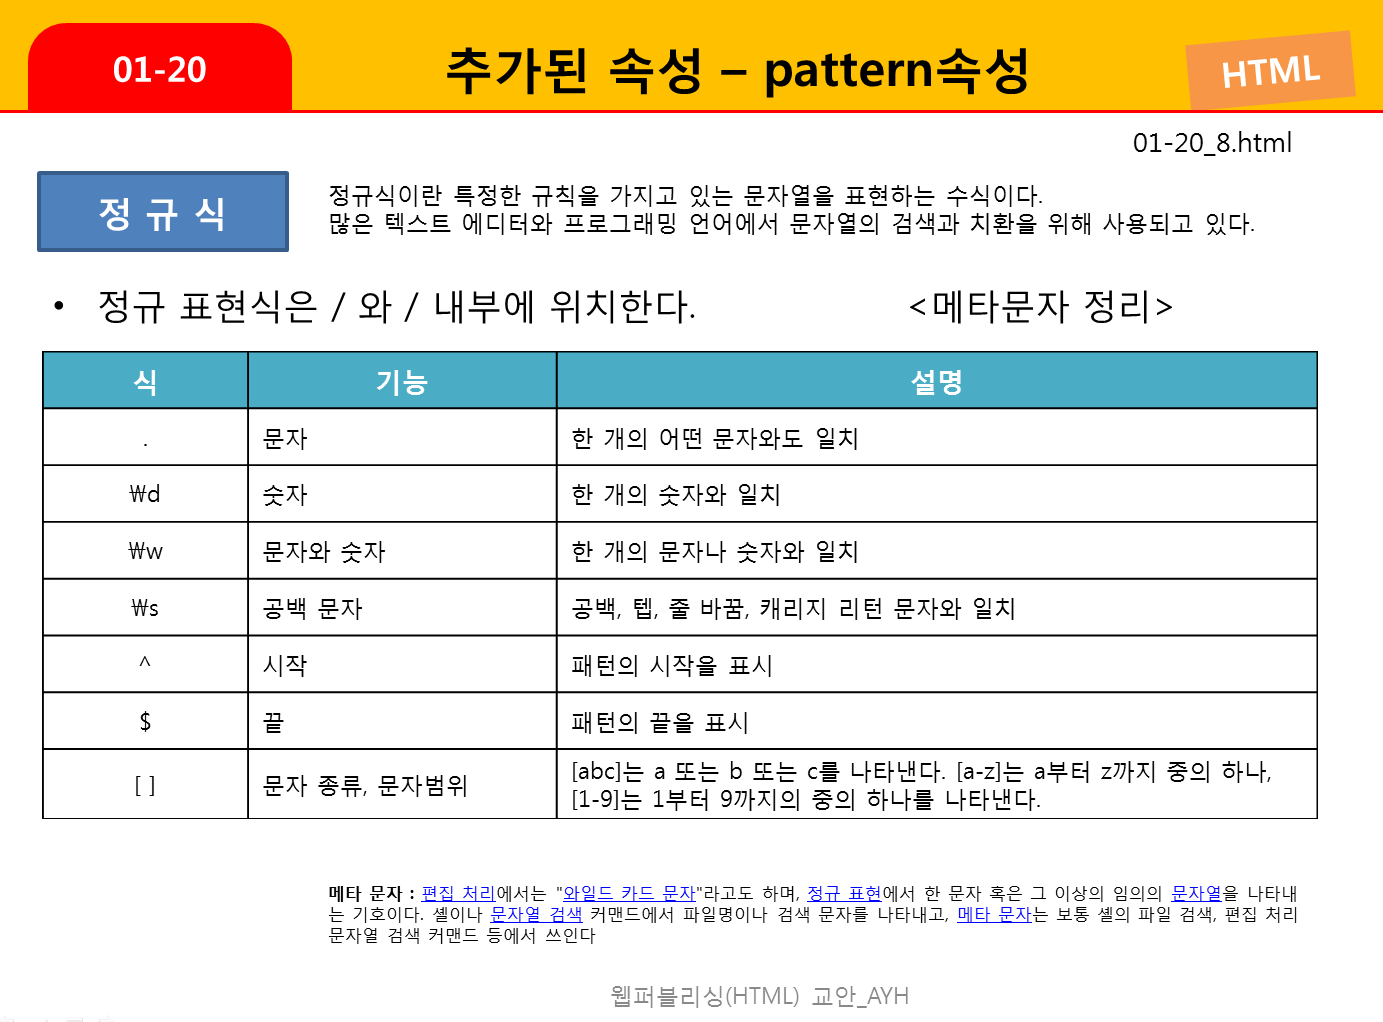 01-20
추가된 속성 – pattern속성
HTML
01-20_8.html
정 규 식
정규식이란 특정한 규칙을 가지고 있는 문자열을 표현하는 수식이다.
많은 텍스트 에디터와 프로그래밍 언어에서 문자열의 검색과 치환을 위해 사용되고 있다.
• 정규 표현식은 / 와 / 내부에 위치한다. <메타문자 정리>
식 기능 설명
. 문자 한 개의 어떤 문자와도 일치
₩d 숫자 한 개의 숫자와 일치
₩w 문자와 숫자 한 개의 문자나 숫자와 일치
₩s 공백 문자 공백, 텝, 줄 바꿈, 캐리지 리턴 문자와 일치
^ 시작 패턴의 시작을 표시
$ 끝 패턴의 끝을 표시
[ ] 문자 종류, 문자범위 [abc]는 a 또는 b 또는 c를 나타낸다. [a-z]는 a부터 z까지 중의 하나,
[1-9]는 1부터 9까지의 중의 하나를 나타낸다.
메타 문자 : 편집 처리에서는 "와일드 카드 문자"라고도 하며, 정규 표현에서 한 문자 혹은 그 이상의 임의의 문자열을 나타내
는 기호이다. 셸이나 문자열 검색 커맨드에서 파일명이나 검색 문자를 나타내고, 메타 문자는 보통 셸의 파일 검색, 편집 처리
문자열 검색 커맨드 등에서 쓰인다
웹퍼블리싱(HTML) 교안_AYH